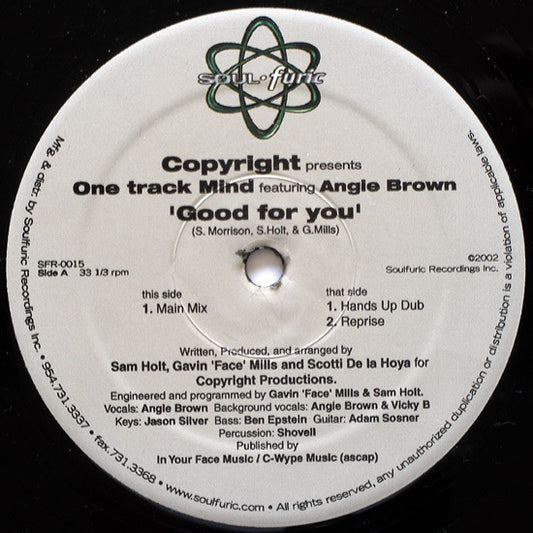 SOUL·furic
Copyright presents
One track Mind featuring Angie Brown
'Good for you'
(S. Morrison, S.Holt, & G.Mills)
SFR-0015
Side A 33 1/3 rpm
©2002
Soulfuric Recordings Inc.
this side
1. Main Mix
that side
1. Hands Up Dub
2. Reprise
Written, Produced, and arranged by
Sam Holt, Gavin 'Face' Mills and Scotti De la Hoya for
Copyright Productions.
Engineered and programmed by Gavin 'Face' Mills & Sam Holt.
Vocals: Angie Brown Background vocals: Angie Brown & Vicky B
Keys: Jason Silver Bass: Ben Epstein Guitar: Adam Sosner
Percussion: Shovell
Published by
In Your Face Music / C-Wype Music (ascap)
Mfg & distr. by Soulfuric Recordings Inc. • 954.731.3837 • fax.731.3368 • www.soulfuric.com • All rights reserved, any unauthorized duplication or distribution is a violation of applicable laws.